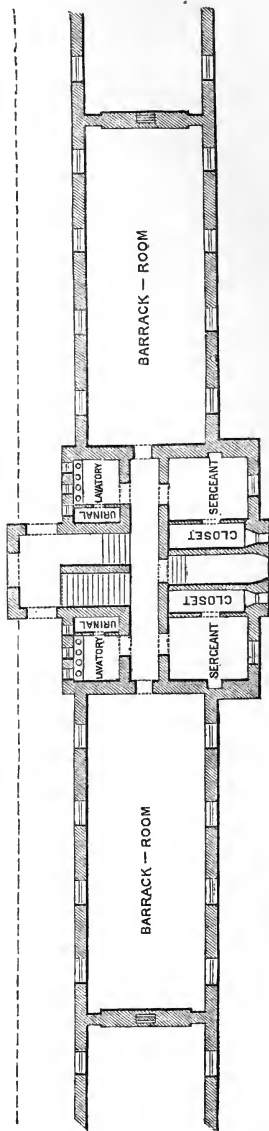 BARRACK — ROOM
LAVATORY
URINAL
SERGEANT
CLOSET
CLOSET
URINAL
LAVATORY
SERGEANT
BARRACK — ROOM